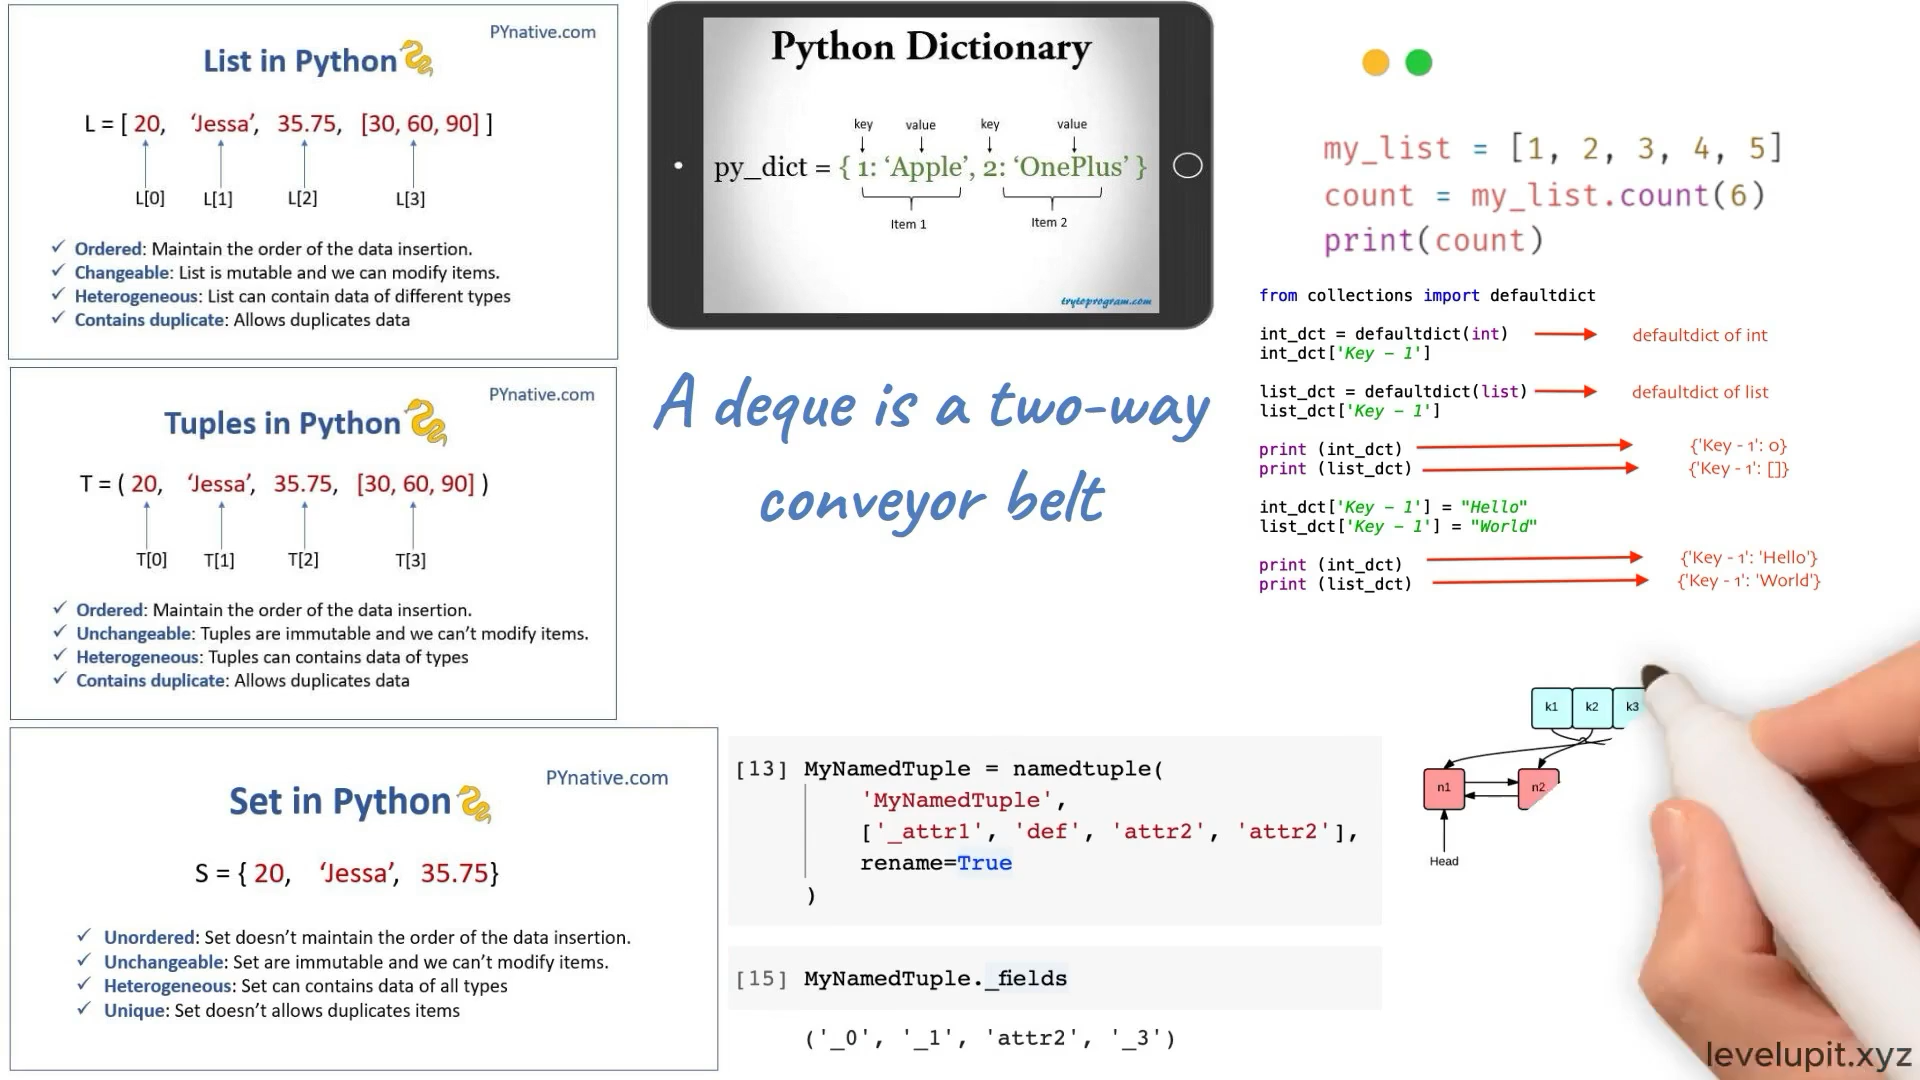 PYnative.com
List in Python
L = [ 20, ‘Jessa’, 35.75, [30, 60, 90] ]
L[0] L[1] L[2] L[3]
✓ Ordered: Maintain the order of the data insertion.
✓ Changeable: List is mutable and we can modify items.
✓ Heterogeneous: List can contain data of different types
✓ Contains duplicate: Allows duplicates data
PYnative.com
Tuples in Python
T = ( 20, ‘Jessa’, 35.75, [30, 60, 90] )
T[0] T[1] T[2] T[3]
✓ Ordered: Maintain the order of the data insertion.
✓ Unchangeable: Tuples are immutable and we can’t modify items.
✓ Heterogeneous: Tuples can contains data of types
✓ Contains duplicate: Allows duplicates data
PYnative.com
Set in Python
S = { 20, ‘Jessa’, 35.75}
✓ Unordered: Set doesn’t maintain the order of the data insertion.
✓ Unchangeable: Set are immutable and we can’t modify items.
✓ Heterogeneous: Set can contains data of all types
✓ Unique: Set doesn’t allows duplicates items
Python Dictionary
key value key value
py_dict = { 1: ‘Apple’, 2: ‘OnePlus’ }
Item 1 Item 2
trytoprogram.com
A deque is a two-way
conveyor belt
[13] MyNamedTuple = namedtuple(
'MyNamedTuple',
['_attr1', 'def', 'attr2', 'attr2'],
rename=True
)
[15] MyNamedTuple._fields
('_0', '_1', 'attr2', '_3')
my_list = [1, 2, 3, 4, 5]
count = my_list.count(6)
print(count)
from collections import defaultdict
int_dct = defaultdict(int) defaultdict of int
int_dct['Key - 1']
list_dct = defaultdict(list) defaultdict of list
list_dct['Key - 1']
print (int_dct) {'Key - 1': 0}
print (list_dct) {'Key - 1': []}
int_dct['Key - 1'] = "Hello"
list_dct['Key - 1'] = "World"
print (int_dct) {'Key - 1': 'Hello'}
print (list_dct) {'Key - 1': 'World'}
k1 k2 k3
n1 n2
Head
levelupit.xyz